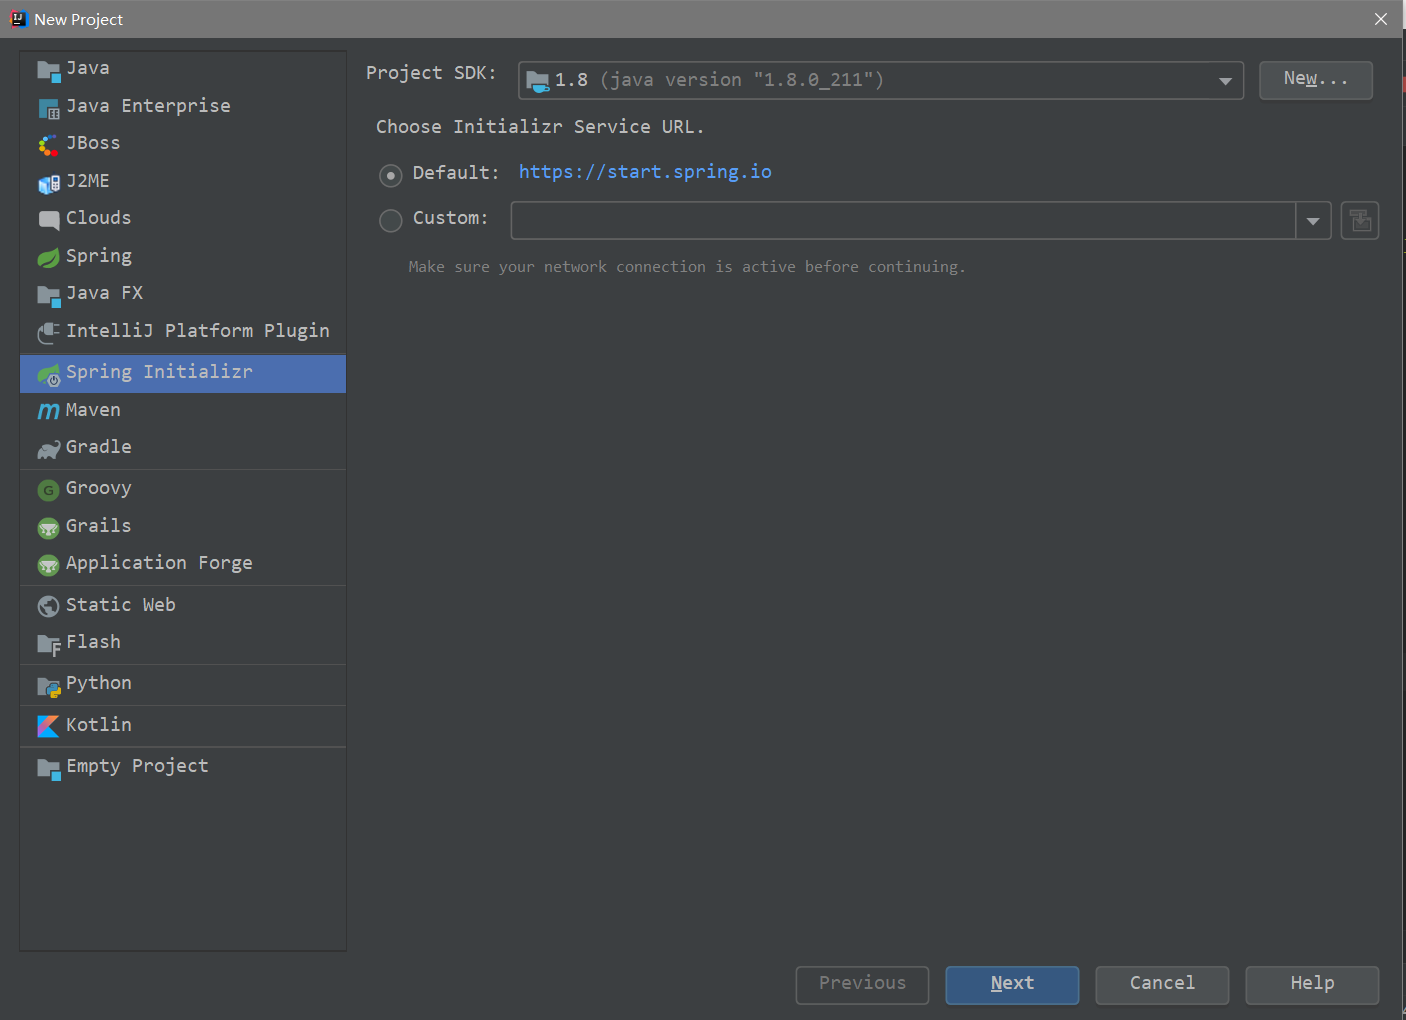 New Project
Java
Java Enterprise
JBoss
J2ME
Clouds
Spring
Java FX
IntelliJ Platform Plugin
Spring Initializr
Maven
Gradle
Groovy
Grails
Application Forge
Static Web
Flash
Python
Kotlin
Empty Project
Project SDK: 1.8 (java version "1.8.0_211") New...
Choose Initializr Service URL.
Default: https://start.spring.io
Custom:
Make sure your network connection is active before continuing.
Previous Next Cancel Help